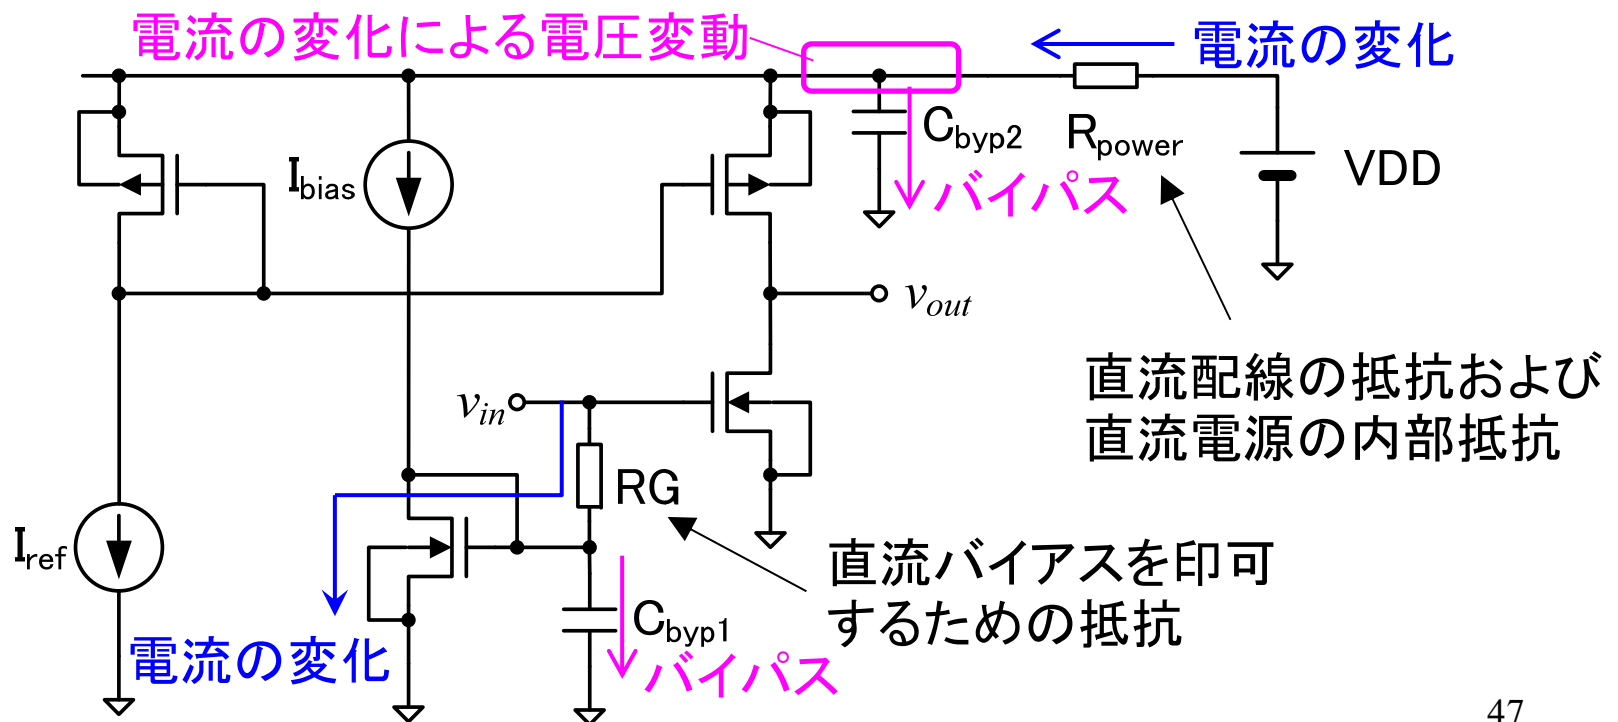 電流の変化による電圧変動
電流の変化
Cbyp2
Rpower
Ibias
VDD
バイパス
vout
直流配線の抵抗および
直流電源の内部抵抗
vin
RG
Iref
直流バイアスを印可
するための抵抗
Cbyp1
電流の変化
バイパス
47